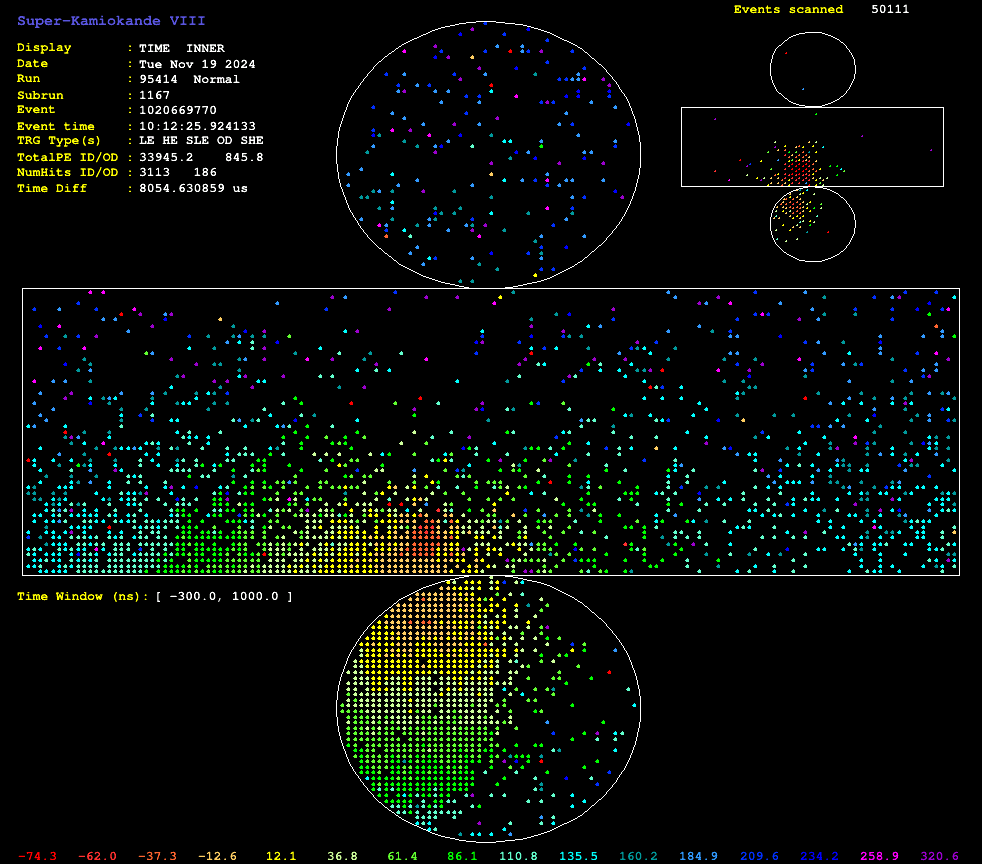 Super-Kamiokande VIII
Events scanned 50111
Display : TIME INNER
Date : Tue Nov 19 2024
Run : 95414 Normal
Subrun : 1167
Event : 1020669770
Event time : 10:12:25.924133
TRG Type(s) : LE HE SLE OD SHE
TotalPE ID/OD : 33945.2 845.8
NumHits ID/OD : 3113 186
Time Diff : 8054.630859 us
Time Window (ns): [ -300.0, 1000.0 ]
-74.3 -62.0 -37.3 -12.6 12.1 36.8 61.4 86.1 110.8 135.5 160.2 184.9 209.6 234.2 258.9 320.6